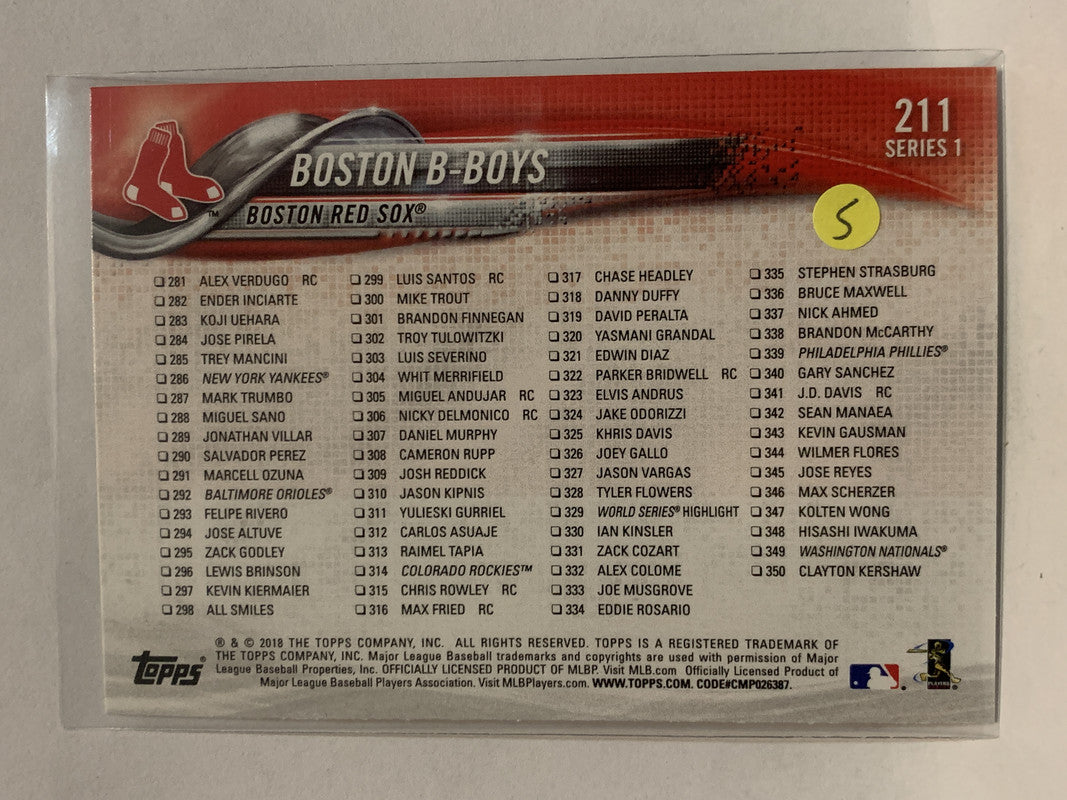 211
SERIES 1
BOSTON B-BOYS
™ BOSTON RED SOX®
S
❏ 281 ALEX VERDUGO RC
❏ 282 ENDER INCIARTE
❏ 283 KOJI UEHARA
❏ 284 JOSE PIRELA
❏ 285 TREY MANCINI
❏ 286 NEW YORK YANKEES®
❏ 287 MARK TRUMBO
❏ 288 MIGUEL SANO
❏ 289 JONATHAN VILLAR
❏ 290 SALVADOR PEREZ
❏ 291 MARCELL OZUNA
❏ 292 BALTIMORE ORIOLES®
❏ 293 FELIPE RIVERO
❏ 294 JOSE ALTUVE
❏ 295 ZACK GODLEY
❏ 296 LEWIS BRINSON
❏ 297 KEVIN KIERMAIER
❏ 298 ALL SMILES
❏ 299 LUIS SANTOS RC
❏ 300 MIKE TROUT
❏ 301 BRANDON FINNEGAN
❏ 302 TROY TULOWITZKI
❏ 303 LUIS SEVERINO
❏ 304 WHIT MERRIFIELD
❏ 305 MIGUEL ANDUJAR RC
❏ 306 NICKY DELMONICO RC
❏ 307 DANIEL MURPHY
❏ 308 CAMERON RUPP
❏ 309 JOSH REDDICK
❏ 310 JASON KIPNIS
❏ 311 YULIESKI GURRIEL
❏ 312 CARLOS ASUAJE
❏ 313 RAIMEL TAPIA
❏ 314 COLORADO ROCKIES™
❏ 315 CHRIS ROWLEY RC
❏ 316 MAX FRIED RC
❏ 317 CHASE HEADLEY
❏ 318 DANNY DUFFY
❏ 319 DAVID PERALTA
❏ 320 YASMANI GRANDAL
❏ 321 EDWIN DIAZ
❏ 322 PARKER BRIDWELL RC
❏ 323 ELVIS ANDRUS
❏ 324 JAKE ODORIZZI
❏ 325 KHRIS DAVIS
❏ 326 JOEY GALLO
❏ 327 JASON VARGAS
❏ 328 TYLER FLOWERS
❏ 329 WORLD SERIES® HIGHLIGHT
❏ 330 IAN KINSLER
❏ 331 ZACK COZART
❏ 332 ALEX COLOME
❏ 333 JOE MUSGROVE
❏ 334 EDDIE ROSARIO
❏ 335 STEPHEN STRASBURG
❏ 336 BRUCE MAXWELL
❏ 337 NICK AHMED
❏ 338 BRANDON McCARTHY
❏ 339 PHILADELPHIA PHILLIES®
❏ 340 GARY SANCHEZ
❏ 341 J.D. DAVIS RC
❏ 342 SEAN MANAEA
❏ 343 KEVIN GAUSMAN
❏ 344 WILMER FLORES
❏ 345 JOSE REYES
❏ 346 MAX SCHERZER
❏ 347 KOLTEN WONG
❏ 348 HISASHI IWAKUMA
❏ 349 WASHINGTON NATIONALS®
❏ 350 CLAYTON KERSHAW
topps®
® & © 2018 THE TOPPS COMPANY, INC. ALL RIGHTS RESERVED. TOPPS IS A REGISTERED TRADEMARK OF
THE TOPPS COMPANY, INC. Major League Baseball trademarks and copyrights are used with permission of Major
League Baseball Properties, Inc. OFFICIALLY LICENSED PRODUCT OF MLBP. Visit MLB.com. Officially Licensed Product of
Major League Baseball Players Association. Visit MLBPlayers.com. WWW.TOPPS.COM. CODE#CMP026387.
PLAYERS